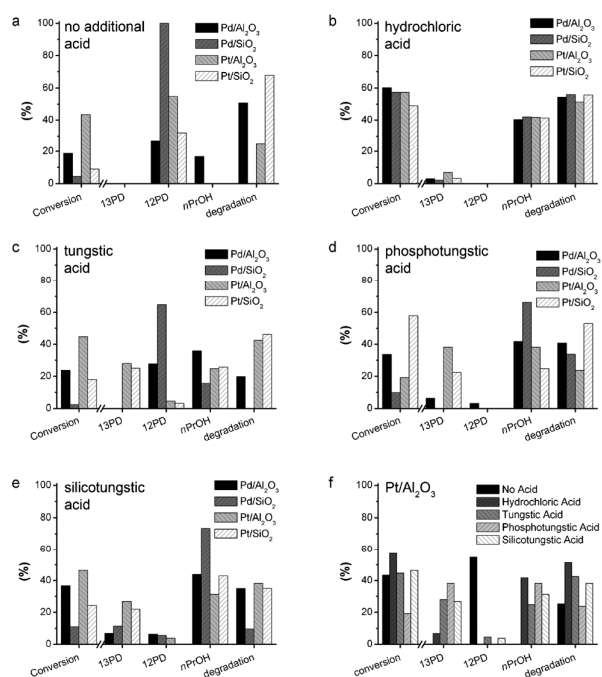 a
no additional
acid
Pd/Al₂O₃
Pd/SiO₂
Pt/Al₂O₃
Pt/SiO₂
(%)
100
80
60
40
20
0
Conversion
13PD
12PD
nPrOH
degradation
b
hydrochloric
acid
Pd/Al₂O₃
Pd/SiO₂
Pt/Al₂O₃
Pt/SiO₂
(%)
100
80
60
40
20
0
Conversion
13PD
12PD
nPrOH
degradation
c
tungstic
acid
Pd/Al₂O₃
Pd/SiO₂
Pt/Al₂O₃
Pt/SiO₂
(%)
100
80
60
40
20
0
Conversion
13PD
12PD
nPrOH
degradation
d
phosphotungstic
acid
Pd/Al₂O₃
Pd/SiO₂
Pt/Al₂O₃
Pt/SiO₂
(%)
100
80
60
40
20
0
Conversion
13PD
12PD
nPrOH
degradation
e
silicotungstic
acid
Pd/Al₂O₃
Pd/SiO₂
Pt/Al₂O₃
Pt/SiO₂
(%)
100
80
60
40
20
0
Conversion
13PD
12PD
nPrOH
degradation
f
Pt/Al₂O₃
No Acid
Hydrochloric Acid
Tungstic Acid
Phosphotungstic Acid
Silicotungstic Acid
(%)
100
80
60
40
20
0
conversion
13PD
12PD
nPrOH
degradation